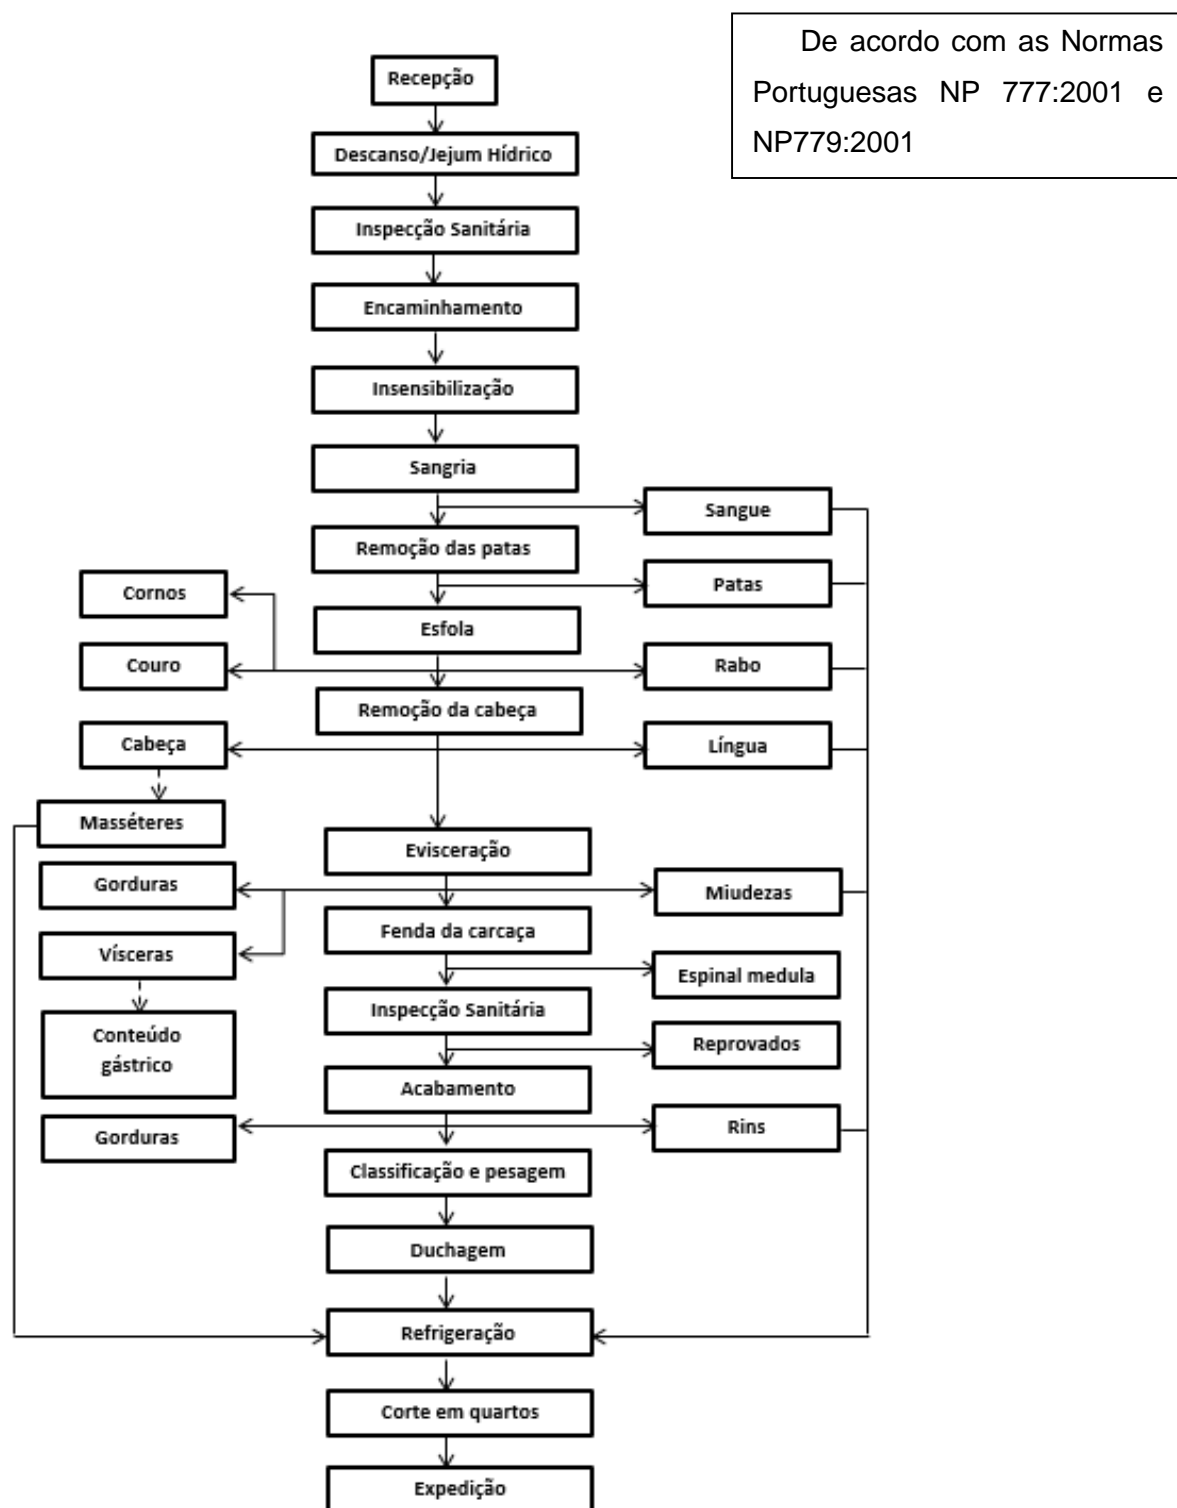 De acordo com as Normas
Portuguesas NP 777:2001 e
NP779:2001
Recepção
Descanso/Jejum Hídrico
Inspecção Sanitária
Encaminhamento
Insensibilização
Sangria
Sangue
Remoção das patas
Patas
Cornos
Esfola
Couro
Rabo
Remoção da cabeça
Cabeça
Língua
Masséteres
Evisceração
Gorduras
Miudezas
Fenda da carcaça
Vísceras
Espinal medula
Inspecção Sanitária
Conteúdo
gástrico
Reprovados
Acabamento
Gorduras
Rins
Classificação e pesagem
Duchagem
Refrigeração
Corte em quartos
Expedição